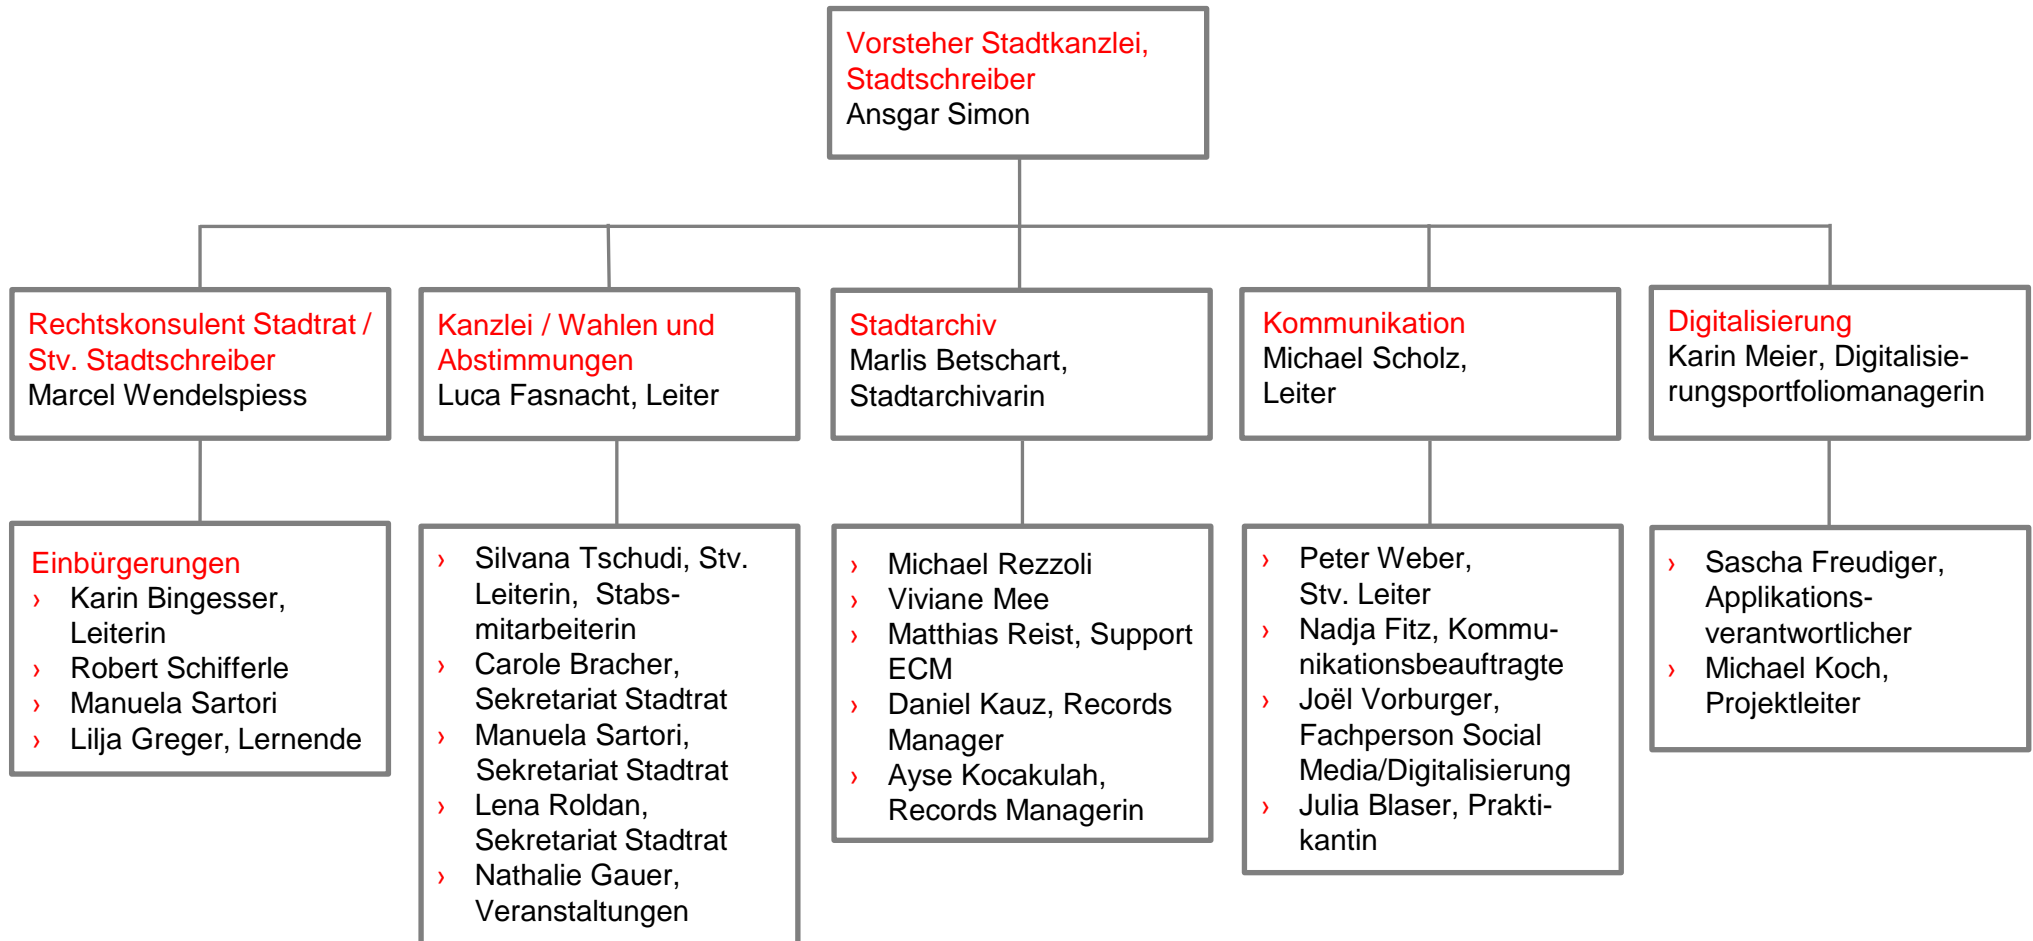 Vorsteher Stadtkanzlei,
Stadtschreiber
Ansgar Simon
Rechtskonsulent Stadtrat /
Stv. Stadtschreiber
Marcel Wendelspiess
Kanzlei / Wahlen und
Abstimmungen
Luca Fasnacht, Leiter
Stadtarchiv
Marlis Betschart,
Stadtarchivarin
Kommunikation
Michael Scholz,
Leiter
Digitalisierung
Karin Meier, Digitalisie-
rungsportfoliomanagerin
Einbürgerungen
› Karin Bingesser,
Leiterin
› Robert Schifferle
› Manuela Sartori
› Lilja Greger, Lernende
› Silvana Tschudi, Stv.
Leiterin, Stabs-
mitarbeiterin
› Carole Bracher,
Sekretariat Stadtrat
› Manuela Sartori,
Sekretariat Stadtrat
› Lena Roldan,
Sekretariat Stadtrat
› Nathalie Gauer,
Veranstaltungen
› Michael Rezzoli
› Viviane Mee
› Matthias Reist, Support
ECM
› Daniel Kauz, Records
Manager
› Ayse Kocakulah,
Records Managerin
› Peter Weber,
Stv. Leiter
› Nadja Fitz, Kommu-
nikationsbeauftragte
› Joël Vorburger,
Fachperson Social
Media/Digitalisierung
› Julia Blaser, Prakti-
kantin
› Sascha Freudiger,
Applikations-
verantwortlicher
› Michael Koch,
Projektleiter